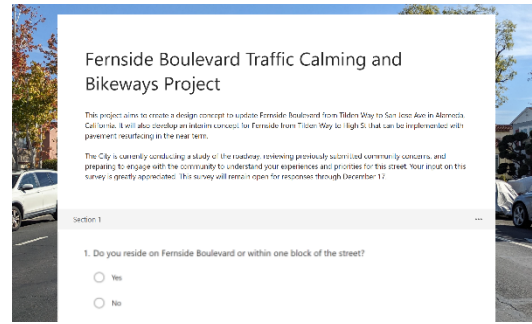 Fernside Boulevard Traffic Calming and
Bikeways Project
This project aims to create a design concept to update Fernside Boulevard from Tilden Way to San Jose Ave in Alameda,
California. It will also develop an interim concept for Fernside from Tilden Way to High St that can be implemented with
pavement resurfacing in the near term.
The City is currently conducting a study of the roadway, reviewing previously submitted community concerns, and
preparing to engage with the community to understand your experiences and priorities for this street. Your input on this
survey is greatly appreciated. This survey will remain open for responses through December 17.
Section 1
...
1. Do you reside on Fernside Boulevard or within one block of the street?
Yes
No